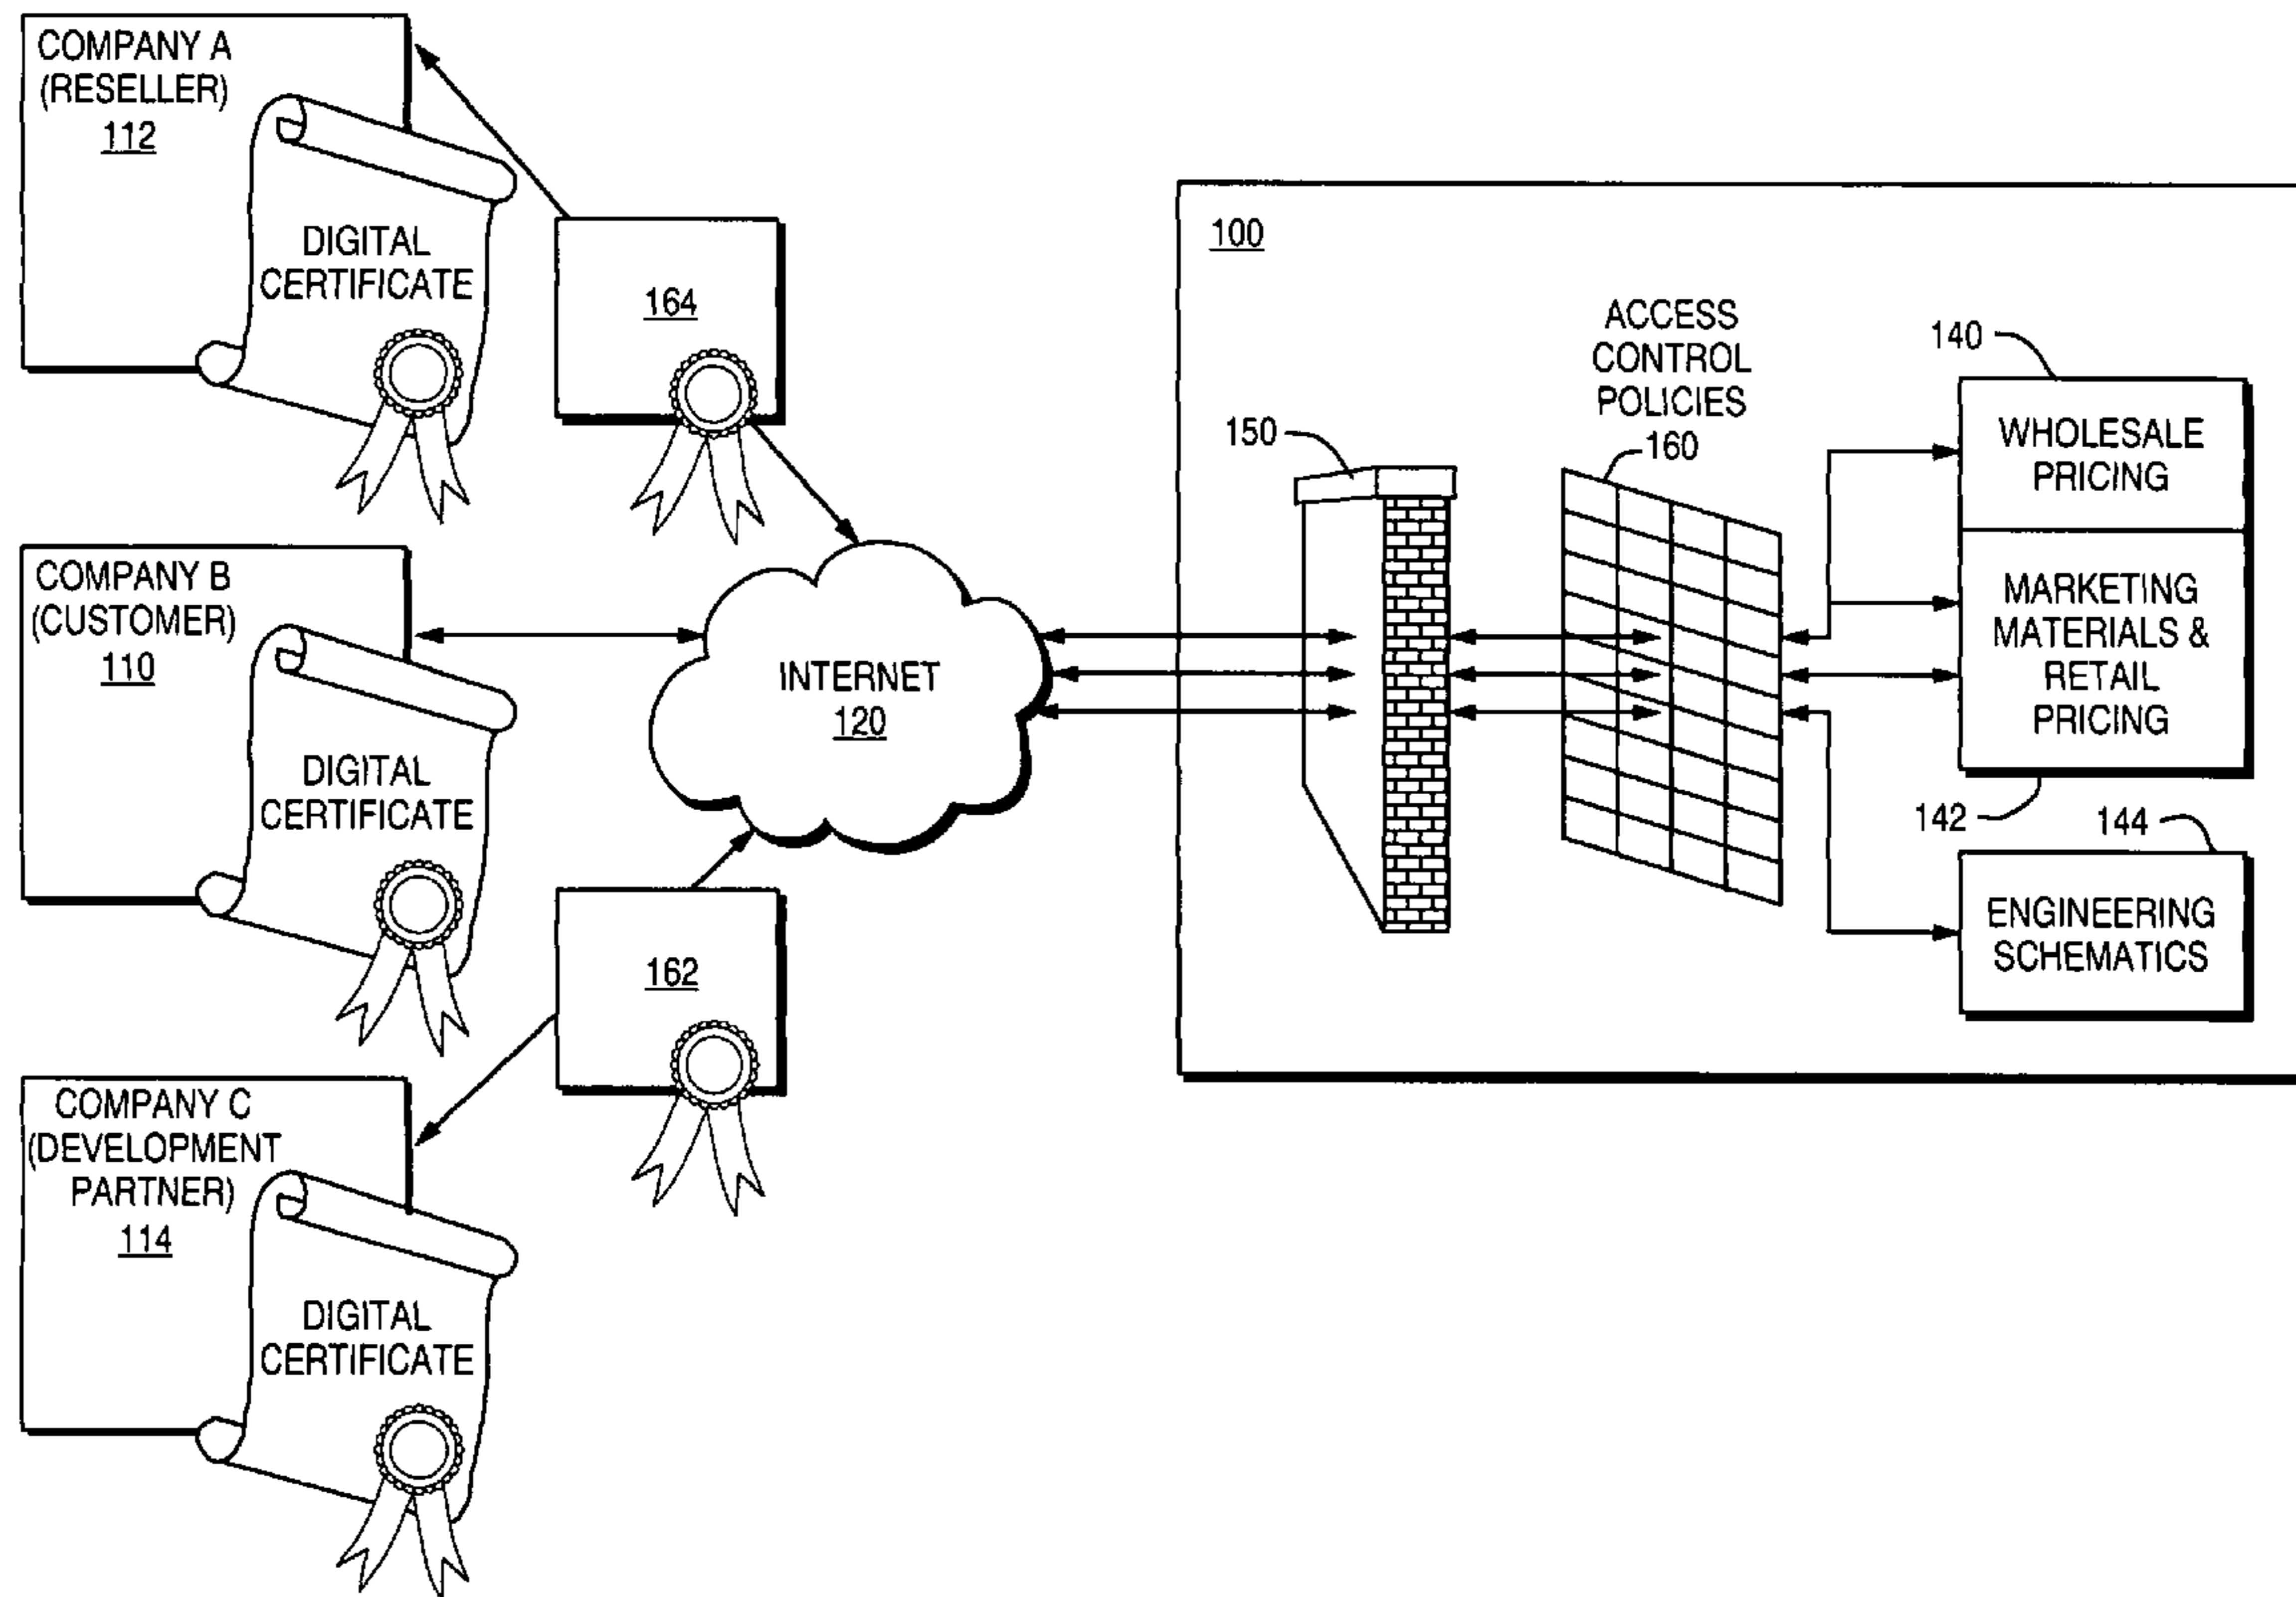 COMPANY A
(RESELLER)
112
DIGITAL
CERTIFICATE
164
COMPANY B
(CUSTOMER)
110
DIGITAL
CERTIFICATE
INTERNET
120
162
COMPANY C
(DEVELOPMENT
PARTNER)
114
DIGITAL
CERTIFICATE
100
150
ACCESS
CONTROL
POLICIES
160
140
WHOLESALE
PRICING
MARKETING
MATERIALS &
RETAIL
PRICING
142
144
ENGINEERING
SCHEMATICS